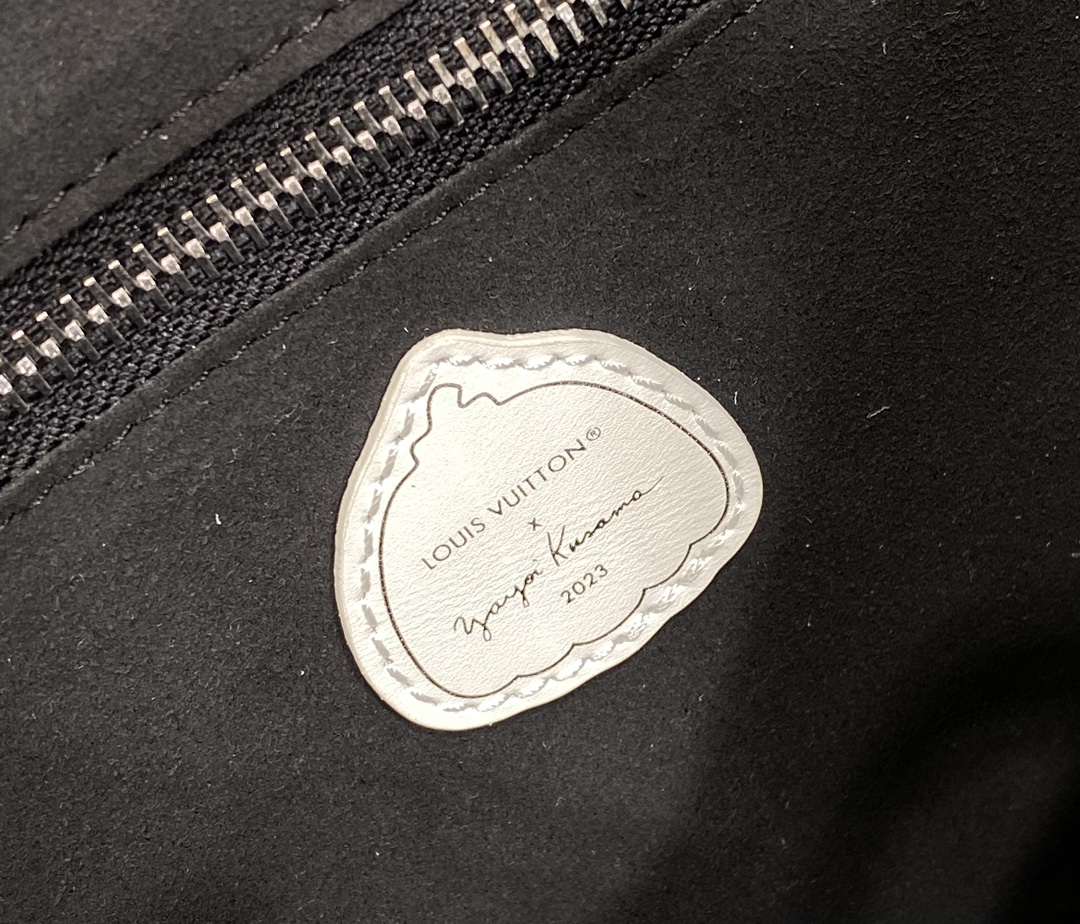 LOUIS VUITTON®
x
Yayoi Kusama
2023